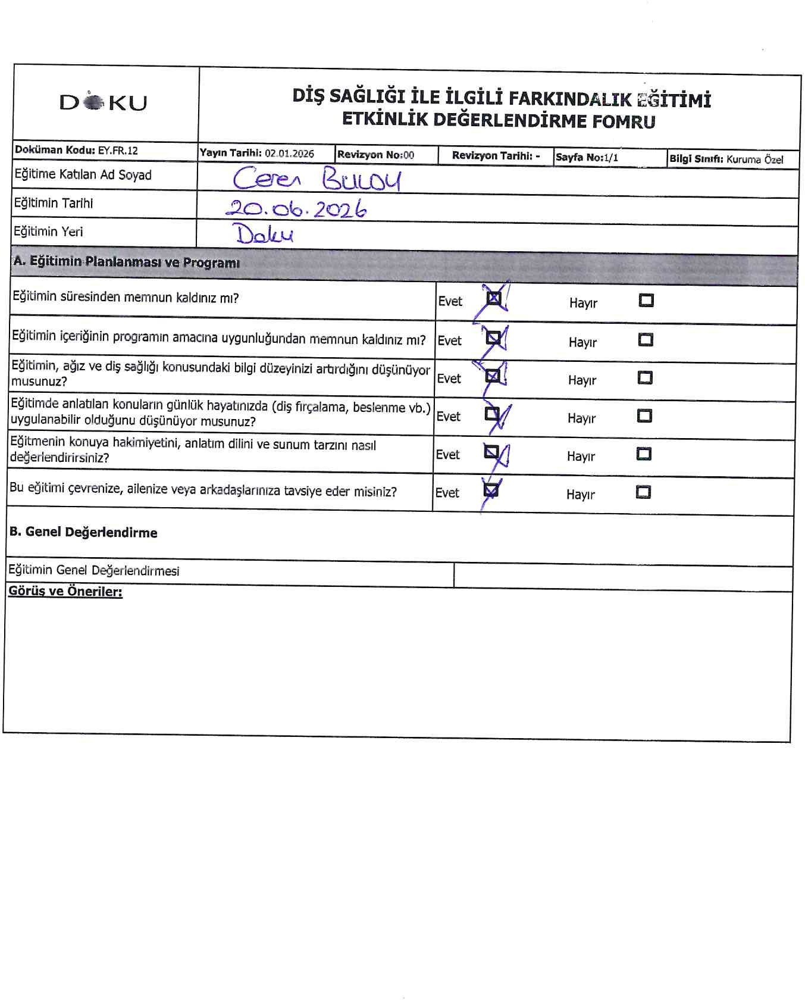 DOKU
DİŞ SAĞLIĞI İLE İLGİLİ FARKINDALIK EĞİTİMİ
ETKİNLİK DEĞERLENDİRME FOMRU
Doküman Kodu: EY.FR.12 Yayın Tarihi: 02.01.2026 Revizyon No:00 Revizyon Tarihi: - Sayfa No:1/1 Bilgi Sınıfı: Kuruma Özel
Eğitime Katılan Ad Soyad Ceren
Eğitimin Tarihi 20.06.2026
Eğitimin Yeri Doku
A. Eğitimin Planlanması ve Programı
Eğitimin süresinden memnun kaldınız mı? Evet Hayır
Eğitimin içeriğinin programın amacına uygunluğundan memnun kaldınız mı? Evet Hayır
Eğitimin, ağız ve diş sağlığı konusundaki bilgi düzeyinizi artırdığını düşünüyor
musunuz? Evet Hayır
Eğitimde anlatılan konuların günlük hayatınızda (diş fırçalama, beslenme vb.)
uygulanabilir olduğunu düşünüyor musunuz? Evet Hayır
Eğitmenin konuya hakimiyetini, anlatım dilini ve sunum tarzını nasıl
değerlendirirsiniz? Evet Hayır
Bu eğitimi çevrenize, ailenize veya arkadaşlarınıza tavsiye eder misiniz? Evet Hayır
B. Genel Değerlendirme
Eğitimin Genel Değerlendirmesi
Görüş ve Öneriler: